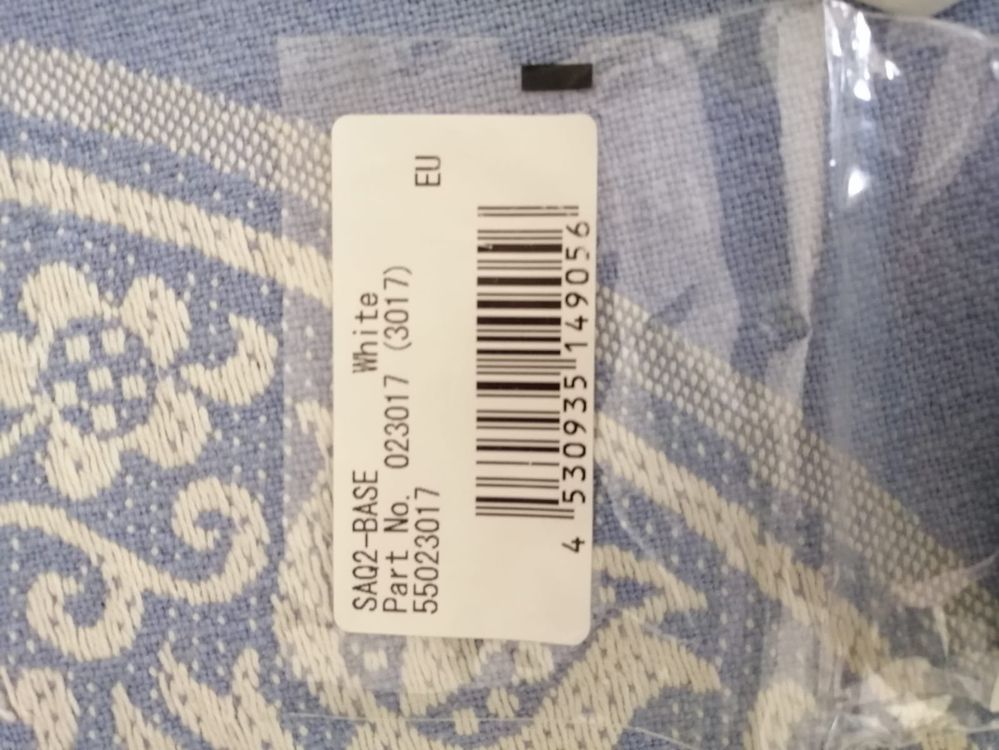 SAQ2-BASE White
Part No. 023017 (3017)
55023017 EU
4 530935 149056